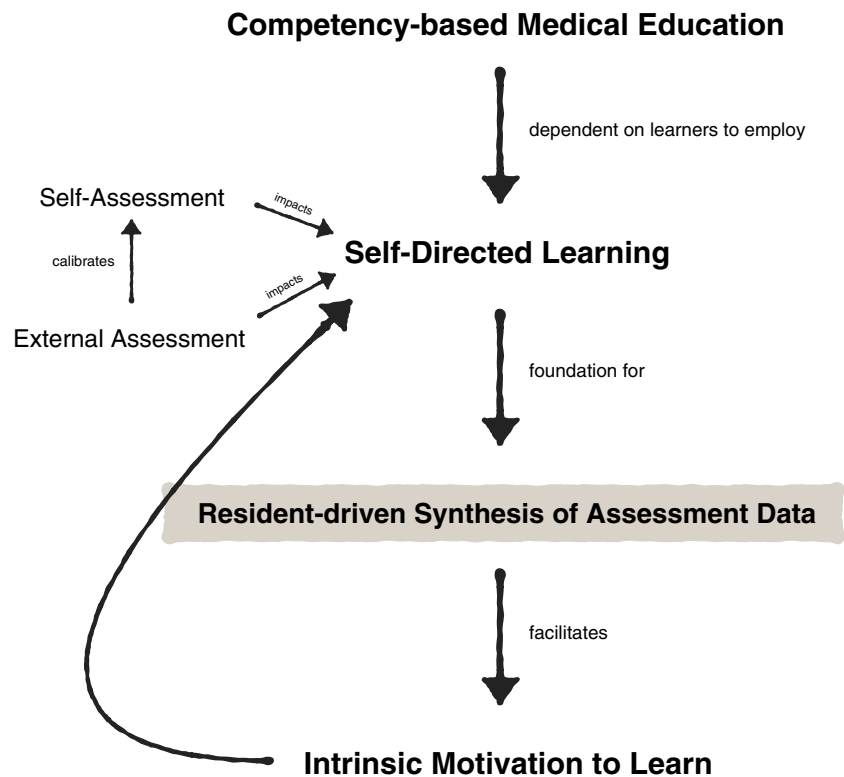 Competency-based Medical Education
dependent on learners to employ
Self-Assessment
impacts
Self-Directed Learning
calibrates
impacts
External Assessment
foundation for
Resident-driven Synthesis of Assessment Data
facilitates
Intrinsic Motivation to Learn